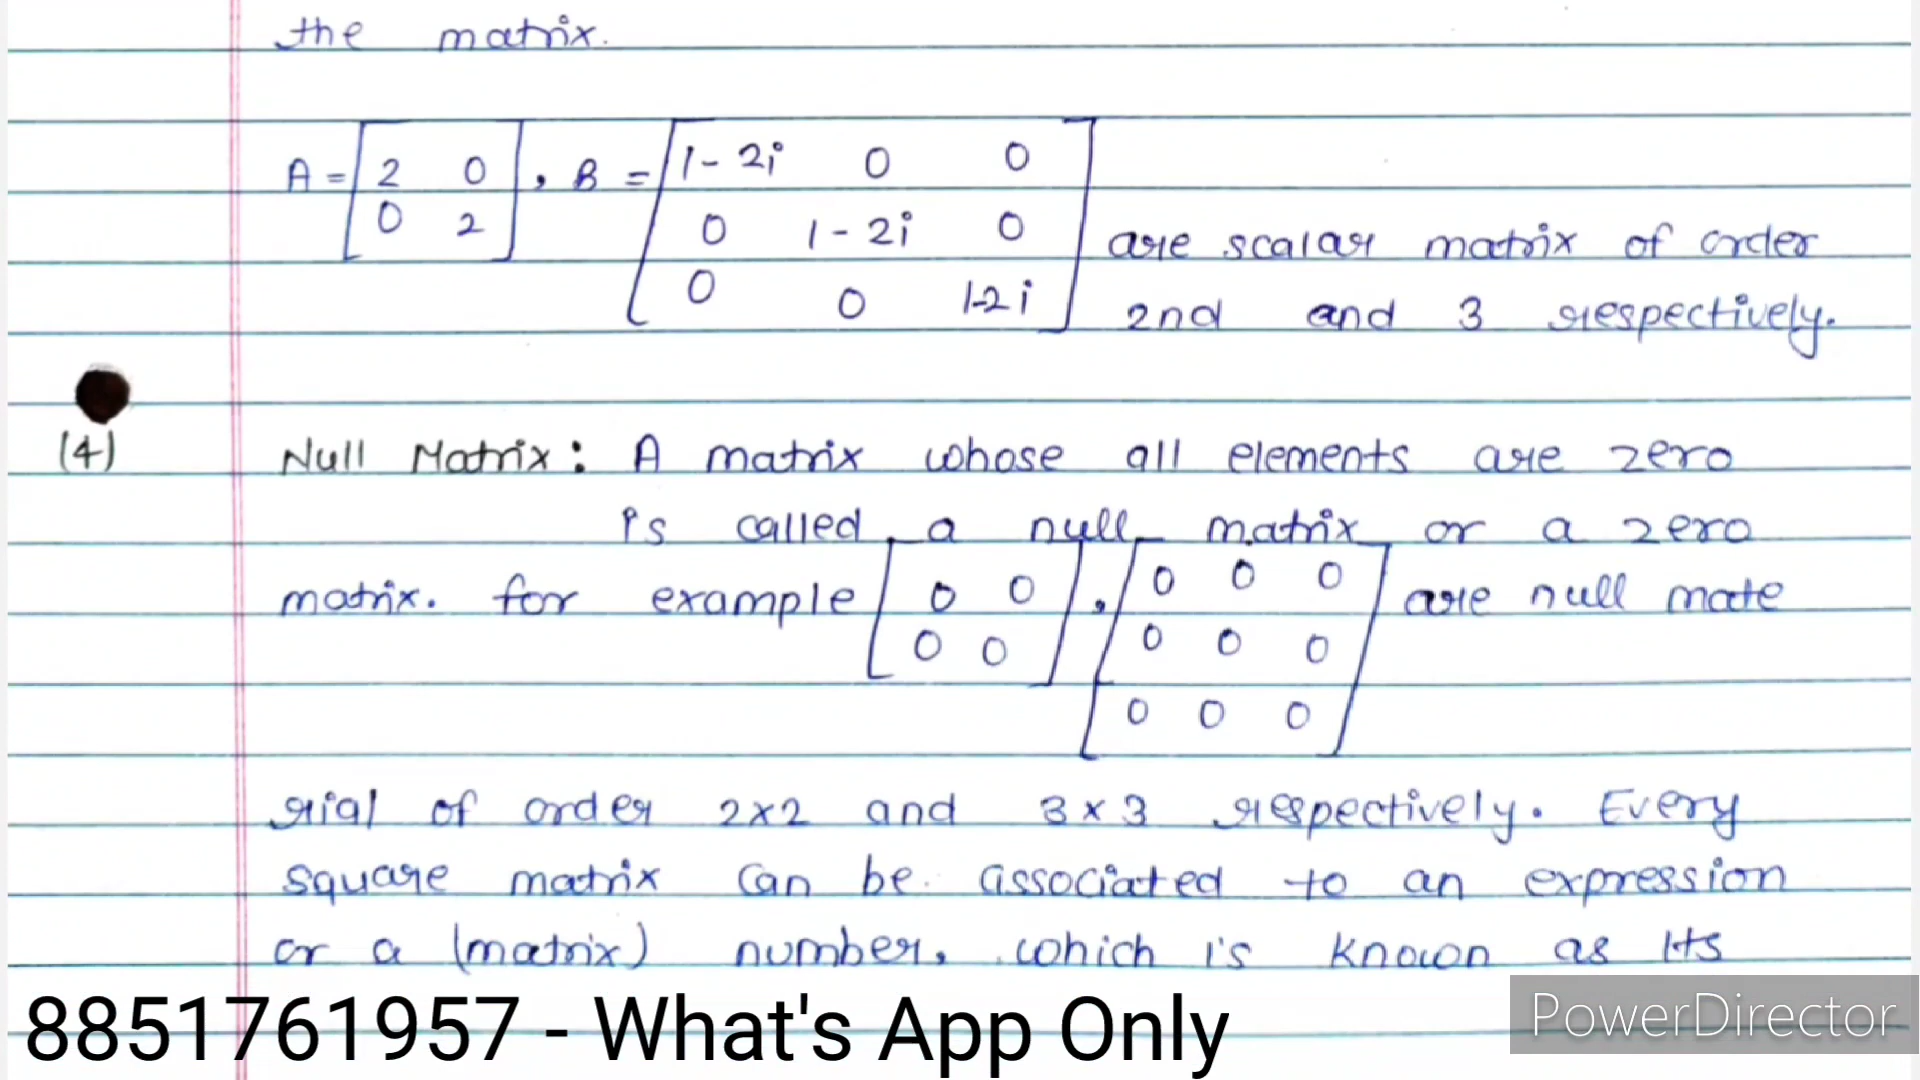 the matrix.
A = [2 0
0 2], B = [1-2i 0 0
0 1-2i 0
0 0 1-2i] are scalar matrix of order
2nd and 3 respectively.
(4) Null Matrix: A matrix whose all elements are zero
is called a null matrix or a zero
matrix. for example [0 0
0 0], [0 0 0
0 0 0
0 0 0] are null mate
rial of order 2x2 and 3x3 respectively. Every
square matrix can be associated to an expression
or a (matrix) number, which is known as its
8851761957 - What's App Only
PowerDirector